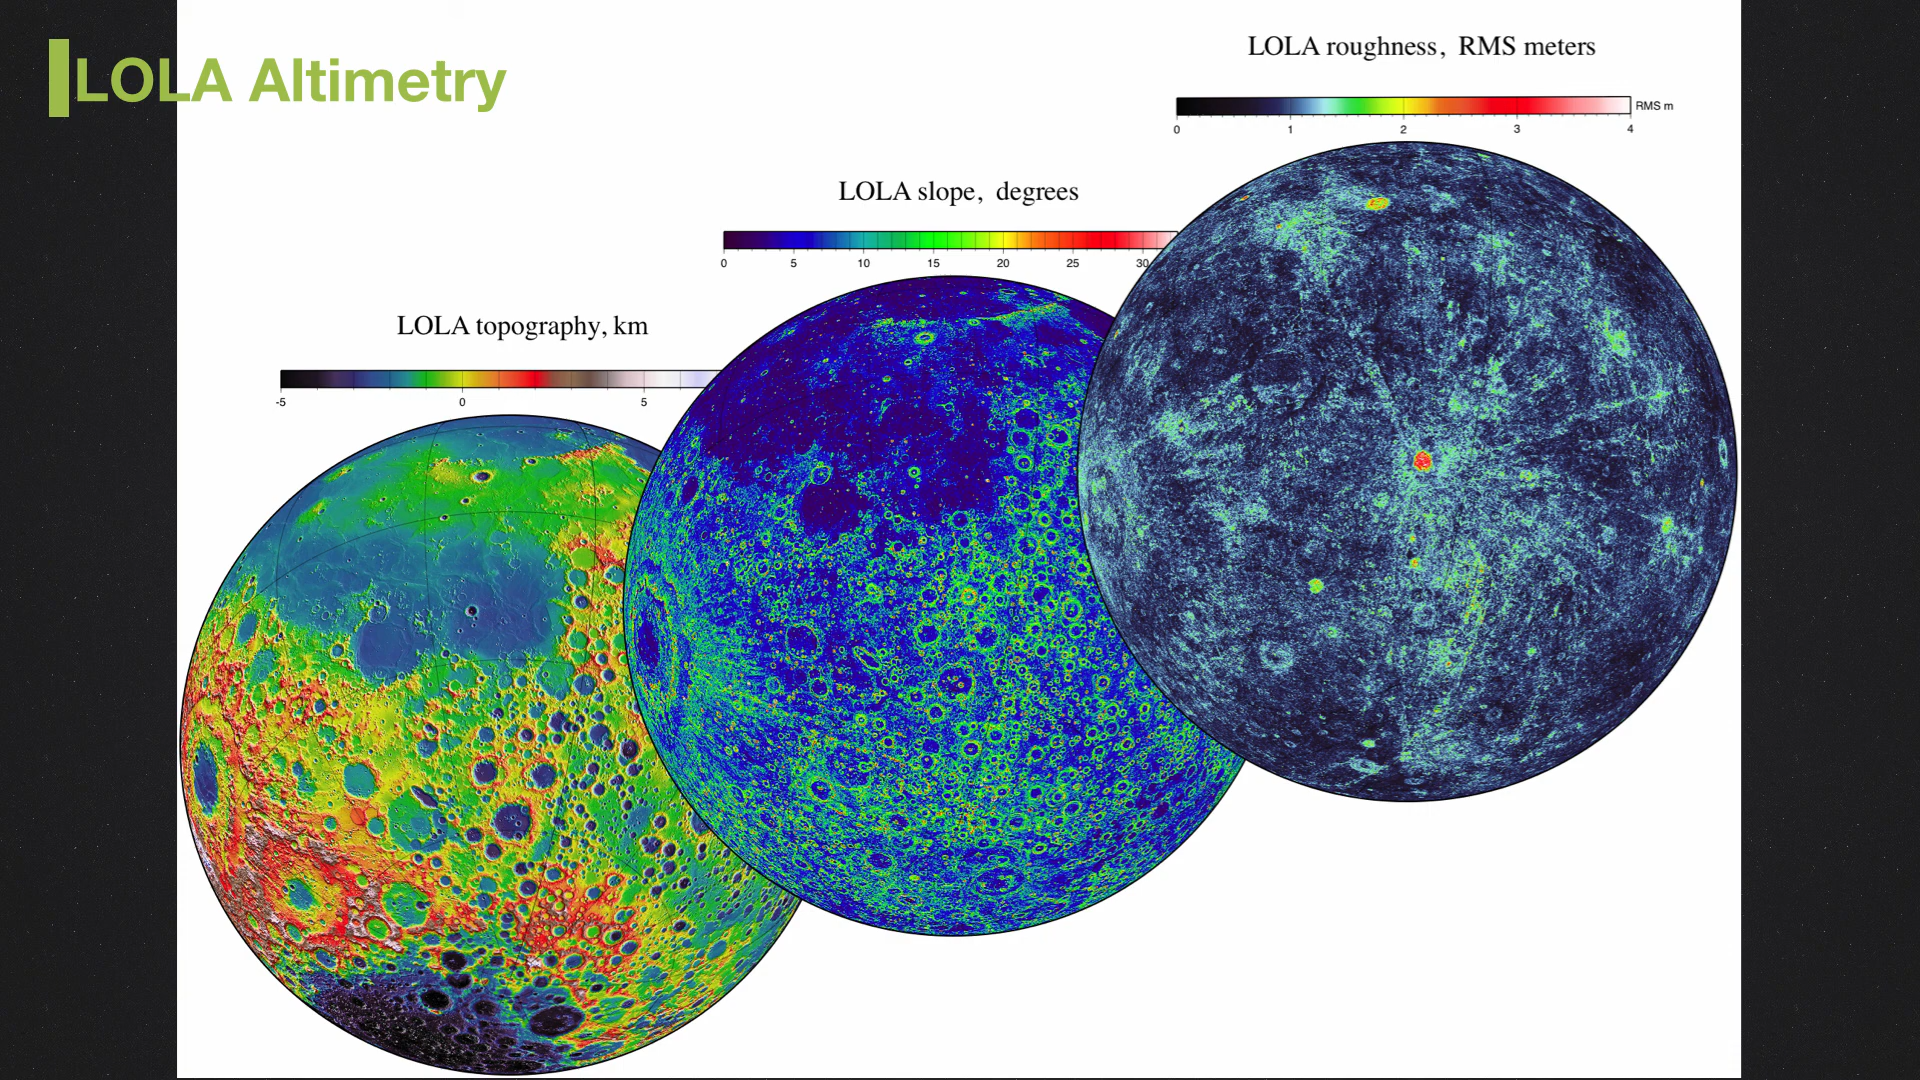 LOLA Altimetry
LOLA roughness, RMS meters
RMS m
0 1 2 3 4
LOLA slope, degrees
0 5 10 15 20 25 30
LOLA topography, km
-5 0 5